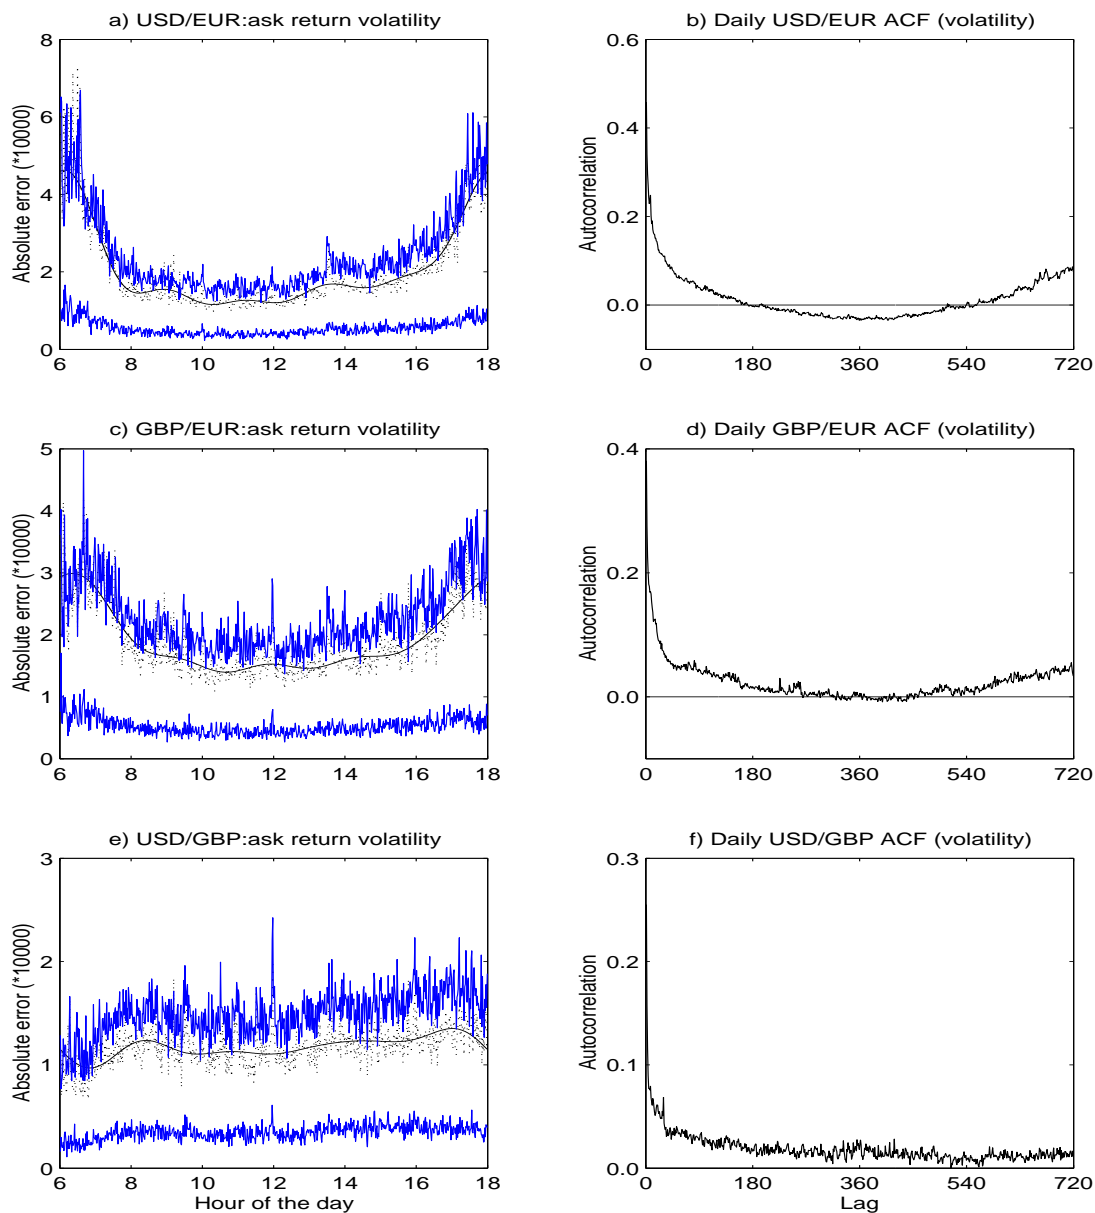 a) USD/EUR:ask return volatility
Absolute error (*10000)
8
6
4
2
0
6 8 10 12 14 16 18
b) Daily USD/EUR ACF (volatility)
Autocorrelation
0.6
0.4
0.2
0.0
0 180 360 540 720
c) GBP/EUR:ask return volatility
Absolute error (*10000)
5
4
3
2
1
0
6 8 10 12 14 16 18
d) Daily GBP/EUR ACF (volatility)
Autocorrelation
0.4
0.2
0.0
0 180 360 540 720
e) USD/GBP:ask return volatility
Absolute error (*10000)
3
2
1
0
6 8 10 12 14 16 18
Hour of the day
f) Daily USD/GBP ACF (volatility)
Autocorrelation
0.3
0.2
0.1
0.0
0 180 360 540 720
Lag